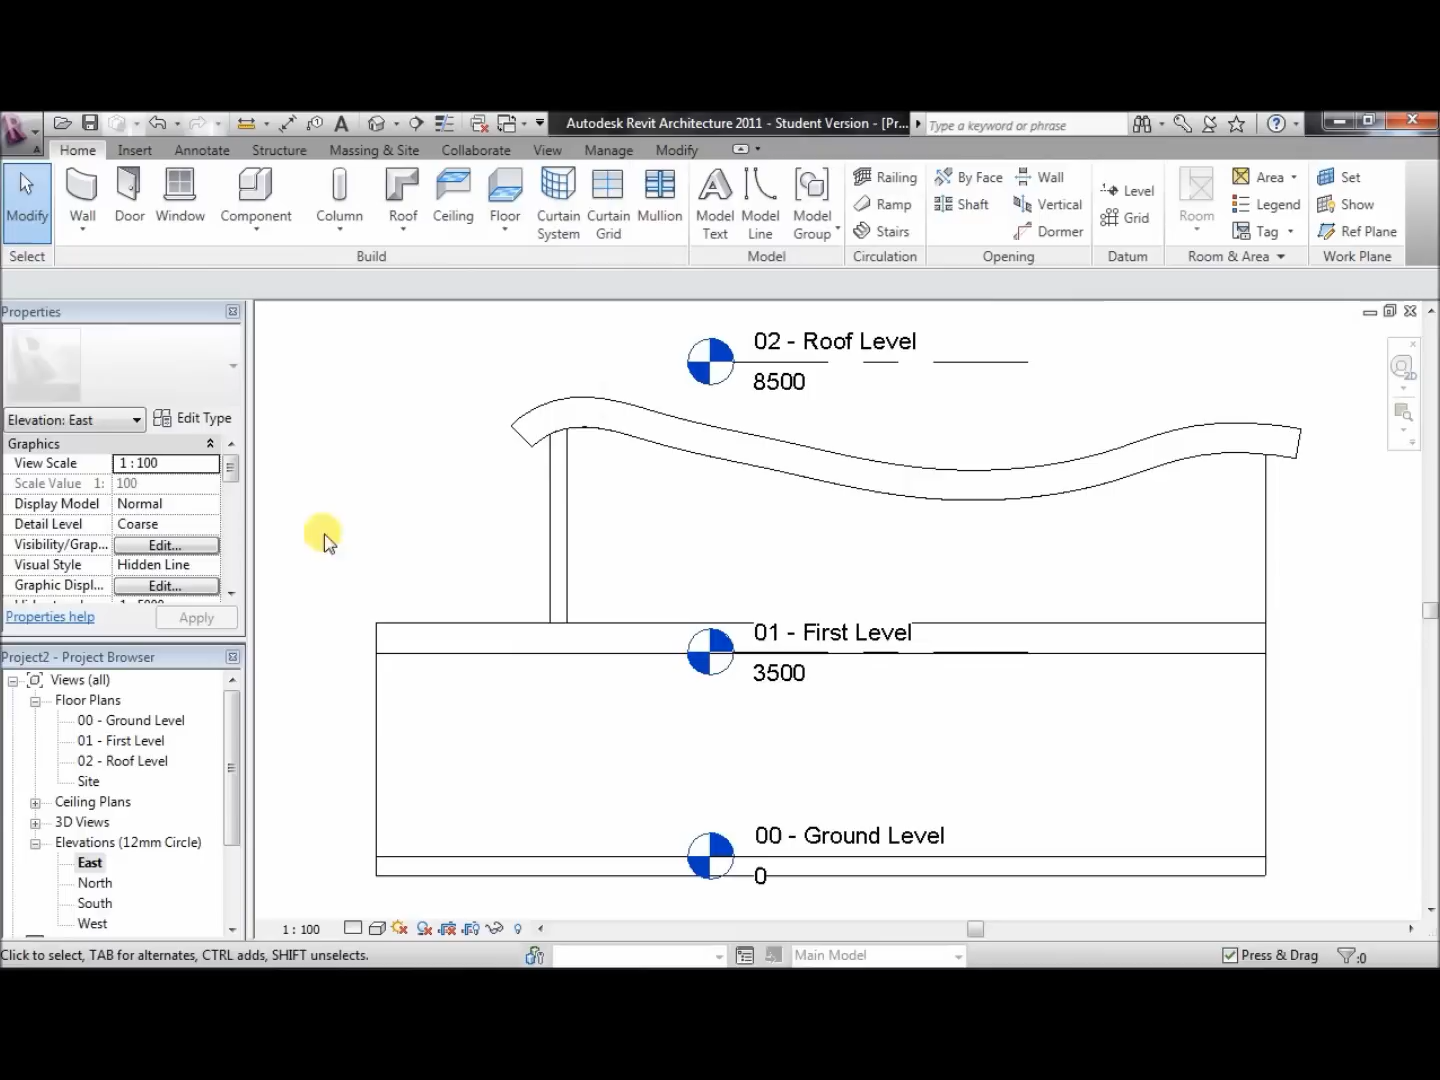 Autodesk Revit Architecture 2011 - Student Version - [Pr...
Type a keyword or phrase
Home Insert Annotate Structure Massing & Site Collaborate View Manage Modify
Modify Wall Door Window Component Column Roof Ceiling Floor Curtain System Curtain Grid Mullion Model Text Model Line Model Group
Railing Ramp Stairs
By Face Shaft Wall Vertical Dormer
Level Grid
Room Area Legend Tag
Set Show Ref Plane
Select Build Model Circulation Opening Datum Room & Area Work Plane
Properties
Elevation: East Edit Type
Graphics
View Scale 1 : 100
Scale Value 1: 100
Display Model Normal
Detail Level Coarse
Visibility/Grap... Edit...
Visual Style Hidden Line
Graphic Displ... Edit...
Properties help Apply
Project2 - Project Browser
Views (all)
Floor Plans
00 - Ground Level
01 - First Level
02 - Roof Level
Site
Ceiling Plans
3D Views
Elevations (12mm Circle)
East
North
South
West
02 - Roof Level
8500
01 - First Level
3500
00 - Ground Level
0
2D
1 : 100
Click to select, TAB for alternates, CTRL adds, SHIFT unselects.
Main Model
Press & Drag
:0